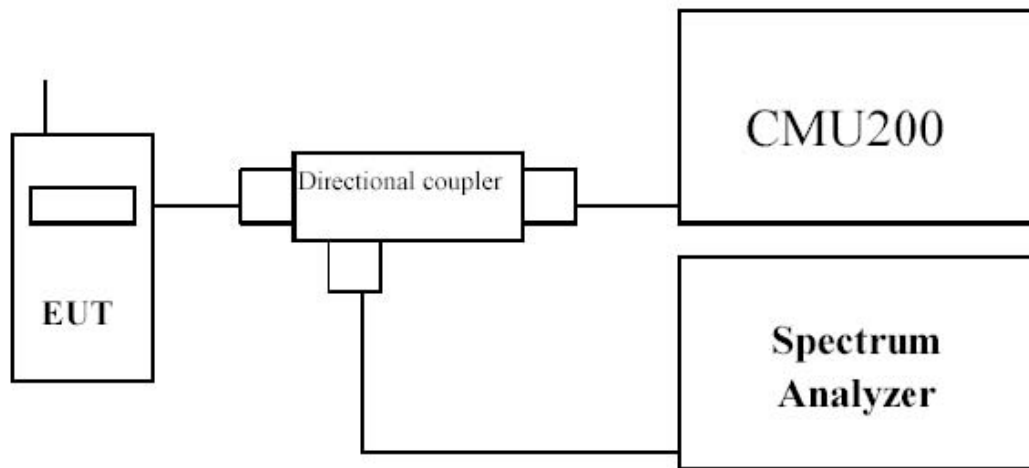 CMU200
Directional coupler
EUT
Spectrum
Analyzer